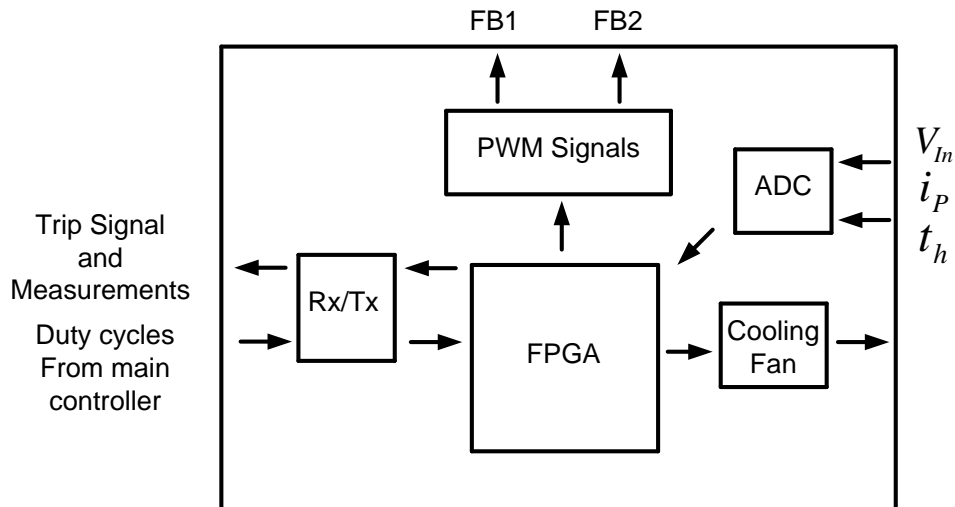 FB1 FB2
PWM Signals
ADC
V_In
i_P
t_h
Trip Signal
and
Measurements
Rx/Tx
Duty cycles
From main
controller
FPGA
Cooling
Fan